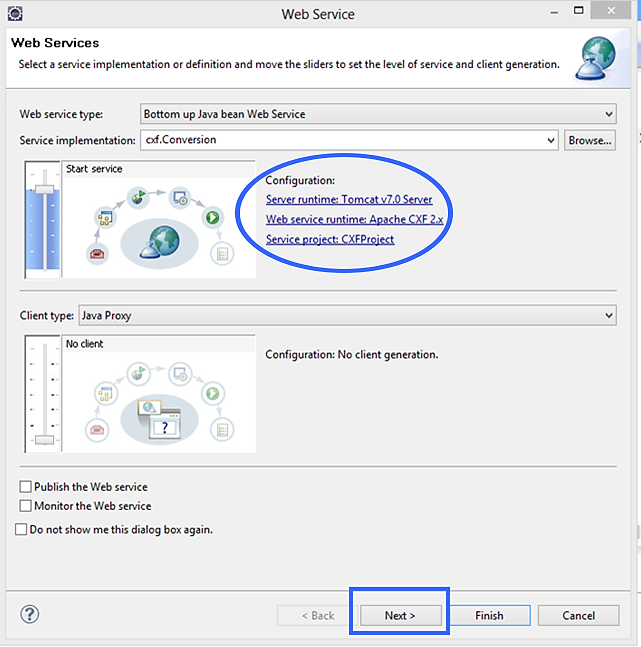 Web Service
Web Services
Select a service implementation or definition and move the sliders to set the level of service and client generation.
Web service type: Bottom up Java bean Web Service
Service implementation: cxf.Conversion Browse...
Start service
Configuration:
Server runtime: Tomcat v7.0 Server
Web service runtime: Apache CXF 2.x
Service project: CXFProject
Client type: Java Proxy
No client
Configuration: No client generation.
?
Publish the Web service
Monitor the Web service
Do not show me this dialog box again.
? < Back Next > Finish Cancel